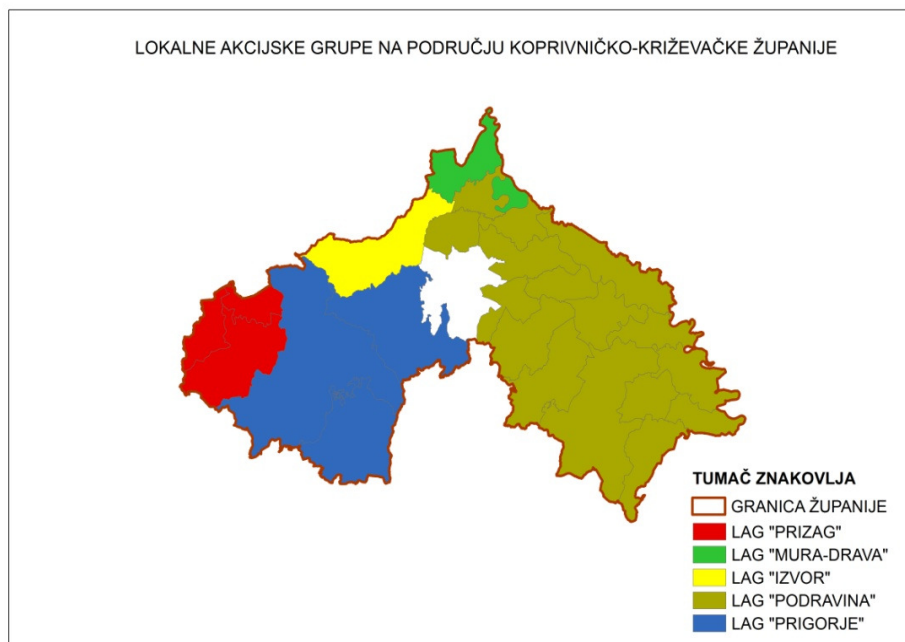 LOKALNE AKCIJSKE GRUPE NA PODRUČJU KOPRIVNIČKO-KRIŽEVAČKE ŽUPANIJE
TUMAČ ZNAKOVLJA
GRANICA ŽUPANIJE
LAG "PRIZAG"
LAG "MURA-DRAVA"
LAG "IZVOR"
LAG "PODRAVINA"
LAG "PRIGORJE"